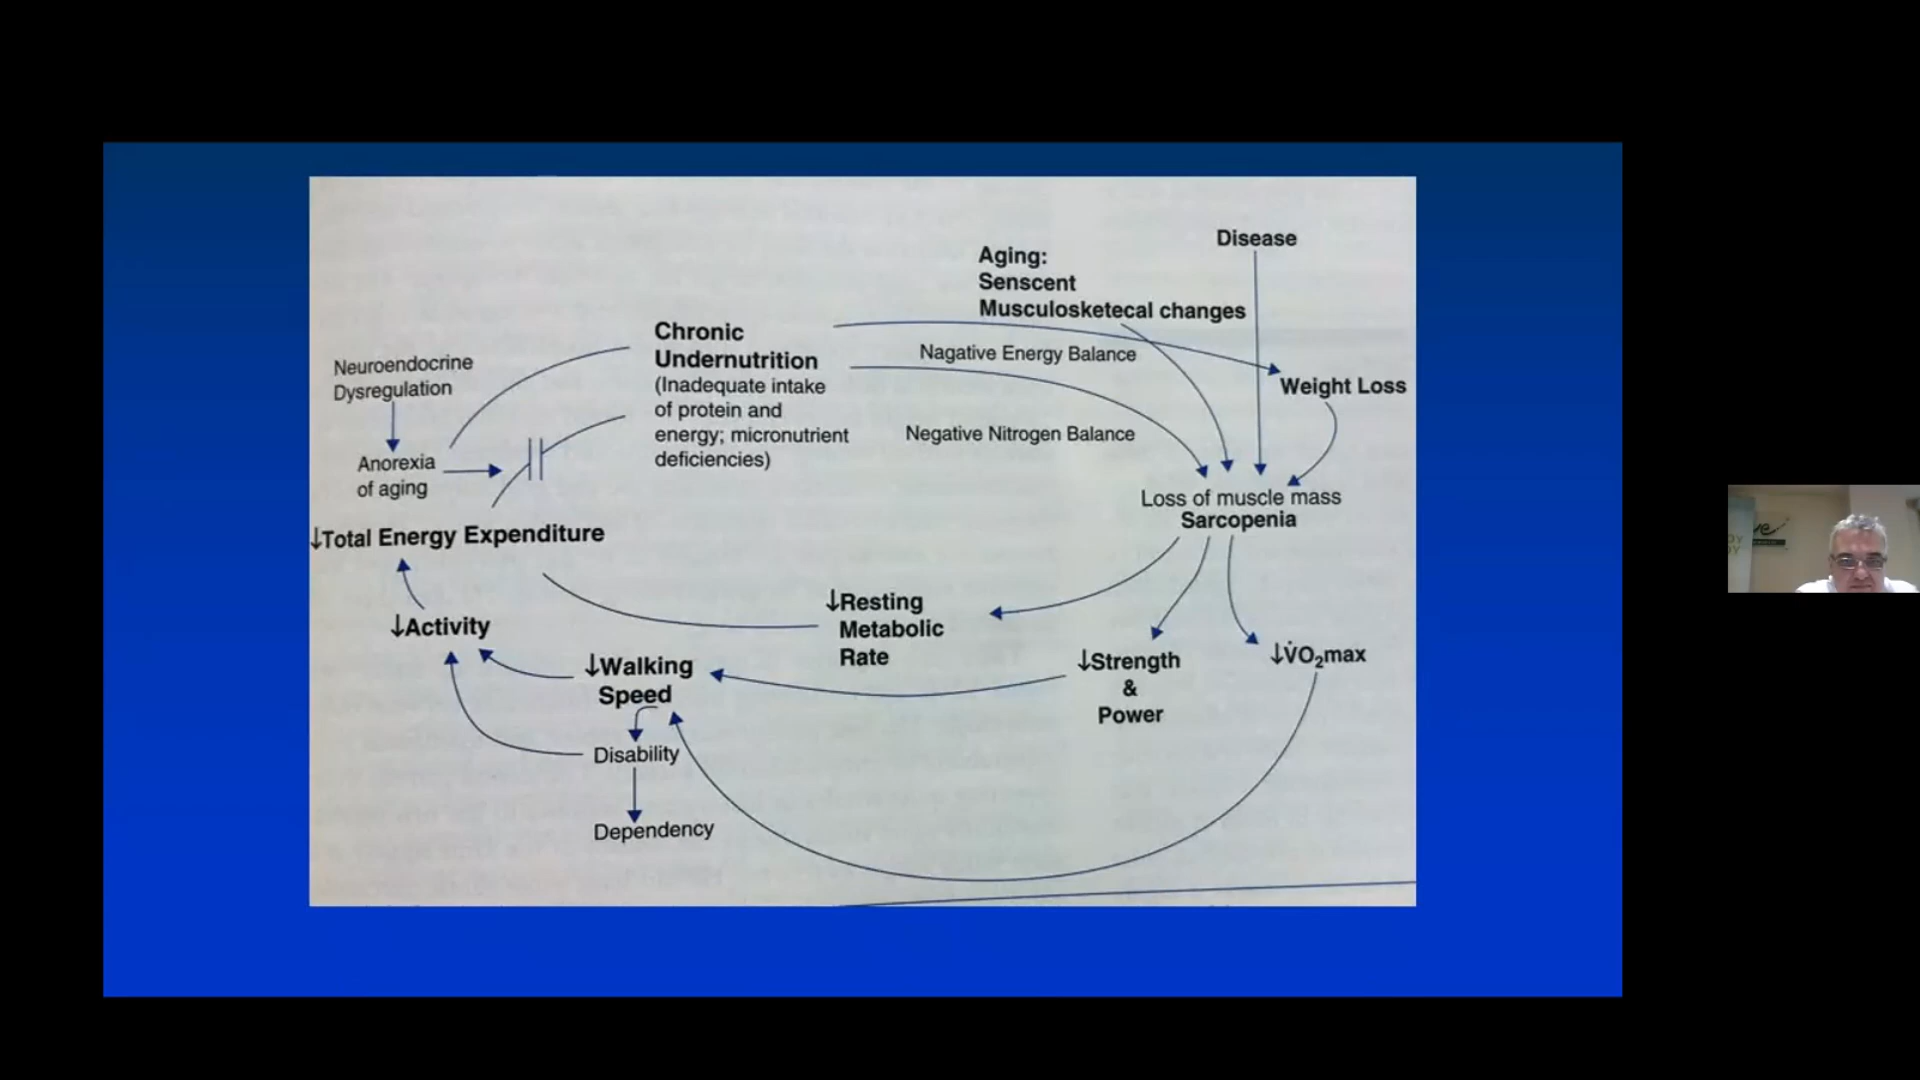 Disease
Aging:
Senscent
Musculosketecal changes
Chronic
Undernutrition
(Inadequate intake
of protein and
energy; micronutrient
deficiencies)
Nagative Energy Balance
Neuroendocrine
Dysregulation
Weight Loss
Negative Nitrogen Balance
Anorexia
of aging
Loss of muscle mass
Sarcopenia
↓Total Energy Expenditure
↓Resting
Metabolic
Rate
↓Activity
↓Walking
Speed
↓Strength
&
Power
↓V̇O₂max
Disability
Dependency